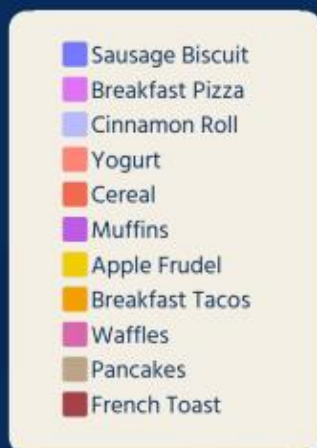 Sausage Biscuit
Breakfast Pizza
Cinnamon Roll
Yogurt
Cereal
Muffins
Apple Frudel
Breakfast Tacos
Waffles
Pancakes
French Toast